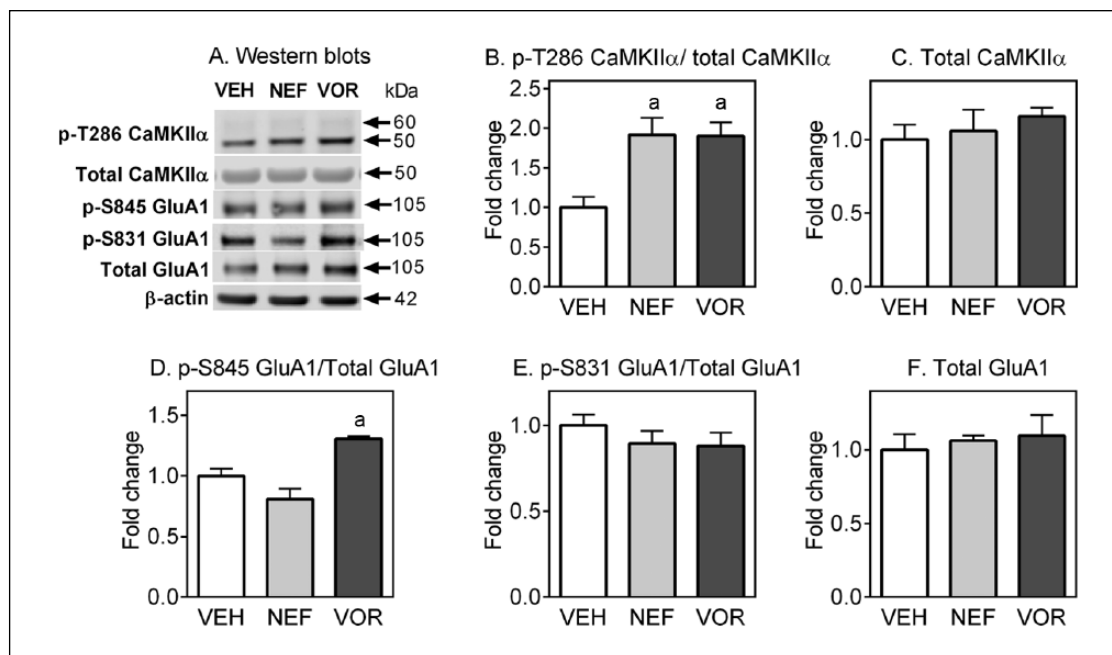 A. Western blots
VEH NEF VOR kDa
p-T286 CaMKIIα 60
50
Total CaMKIIα 50
p-S845 GluA1 105
p-S831 GluA1 105
Total GluA1 105
β-actin 42
B. p-T286 CaMKIIα/ total CaMKIIα
Fold change
2.5
2.0
1.5
1.0
0.5
0.0
a a
VEH NEF VOR
C. Total CaMKIIα
Fold change
1.0
0.5
0.0
VEH NEF VOR
D. p-S845 GluA1/Total GluA1
Fold change
1.5
1.0
0.5
0.0
a
VEH NEF VOR
E. p-S831 GluA1/Total GluA1
Fold change
1.0
0.5
0.0
VEH NEF VOR
F. Total GluA1
Fold change
1.0
0.5
0.0
VEH NEF VOR